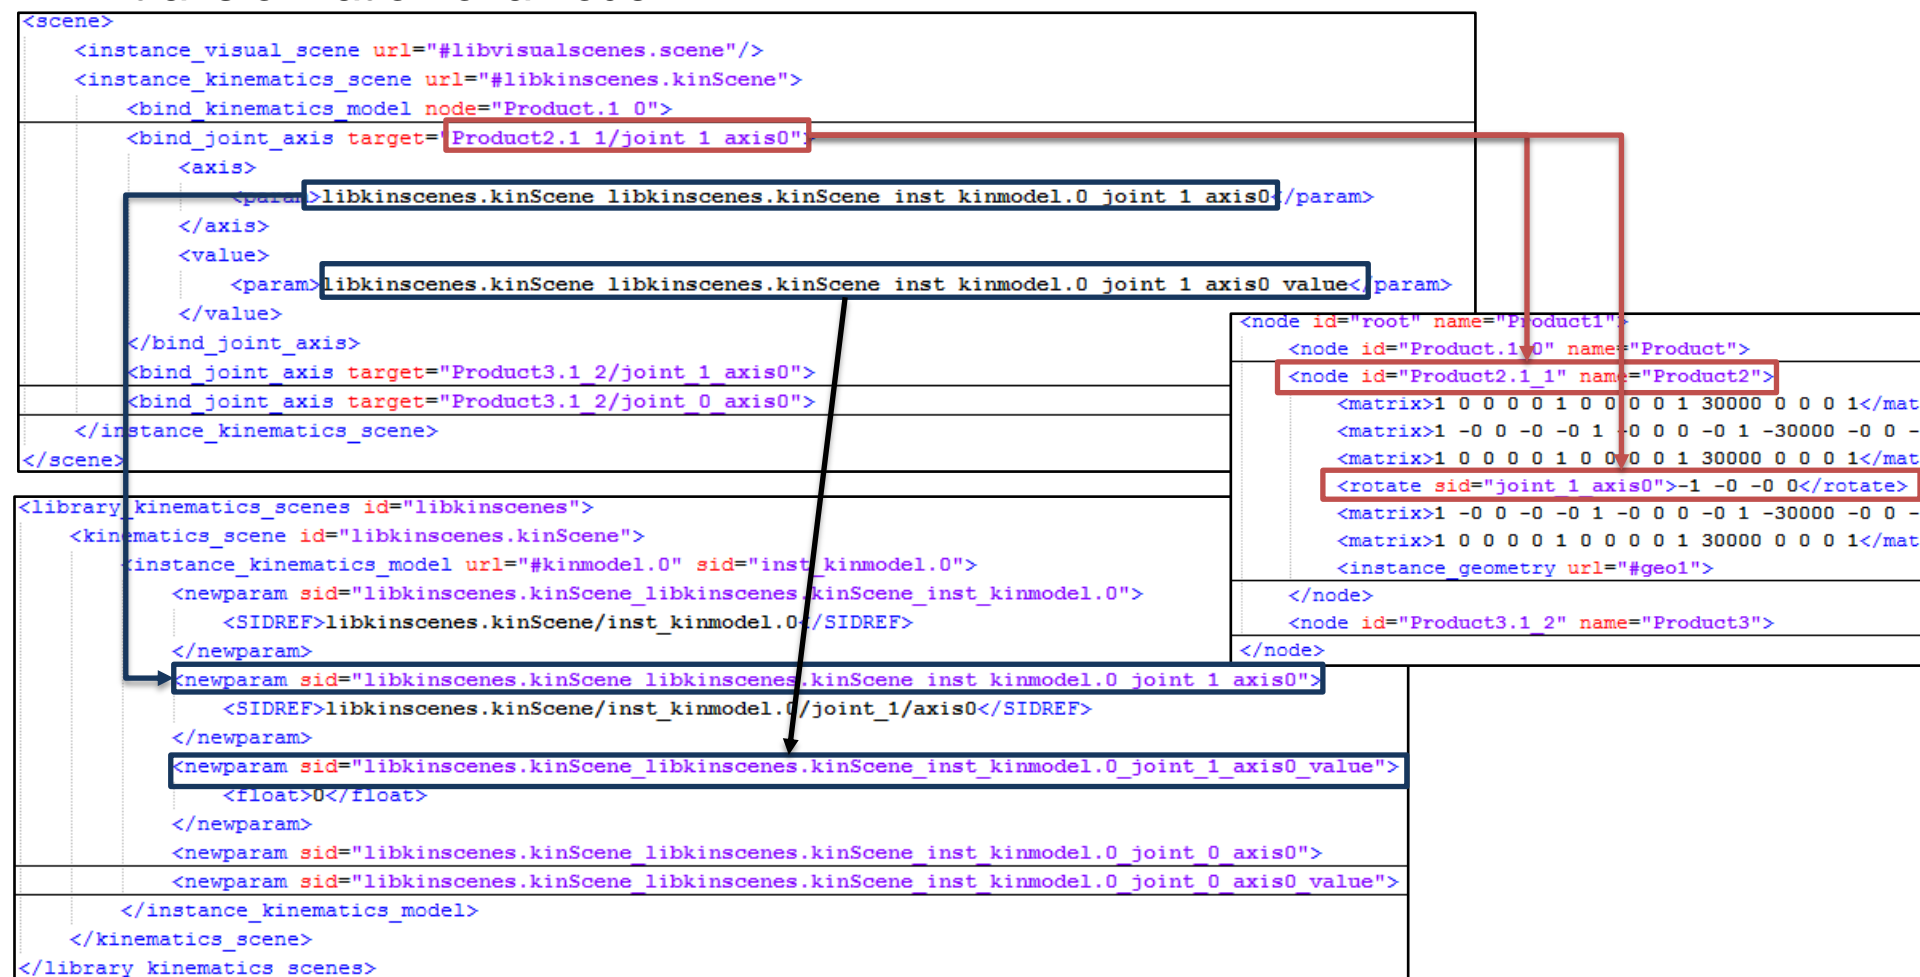 <scene>
<instance_visual_scene url="#libvisualscenes.scene"/>
<instance_kinematics_scene url="#libkinscenes.kinScene">
<bind_kinematics_model node="Product.1_0">
<bind_joint_axis target="Product2.1_1/joint_1_axis0">
<axis>
<param>libkinscenes.kinScene_libkinscenes.kinScene_inst_kinmodel.0_joint_1_axis0</param>
</axis>
<value>
<param>libkinscenes.kinScene_libkinscenes.kinScene_inst_kinmodel.0_joint_1_axis0_value</param>
</value>
</bind_joint_axis>
<bind_joint_axis target="Product3.1_2/joint_1_axis0">
<bind_joint_axis target="Product3.1_2/joint_0_axis0">
</instance_kinematics_scene>
</scene>
<node id="root" name="Product1">
<node id="Product.1_0" name="Product">
<node id="Product2.1_1" name="Product2">
<matrix>1 0 0 0 0 1 0 0 0 0 1 30000 0 0 0 1</mat
<matrix>1 -0 0 -0 -0 1 -0 0 0 -0 1 -30000 -0 0 -
<matrix>1 0 0 0 0 1 0 0 0 0 1 30000 0 0 0 1</mat
<rotate sid="joint_1_axis0">-1 -0 -0 0</rotate>
<matrix>1 -0 0 -0 -0 1 -0 0 0 -0 1 -30000 -0 0 -
<matrix>1 0 0 0 0 1 0 0 0 0 1 30000 0 0 0 1</mat
<instance_geometry url="#geo1">
</node>
<node id="Product3.1_2" name="Product3">
</node>
<library_kinematics_scenes id="libkinscenes">
<kinematics_scene id="libkinscenes.kinScene">
<instance_kinematics_model url="#kinmodel.0" sid="inst_kinmodel.0">
<newparam sid="libkinscenes.kinScene_libkinscenes.kinScene_inst_kinmodel.0">
<SIDREF>libkinscenes.kinScene/inst_kinmodel.0</SIDREF>
</newparam>
<newparam sid="libkinscenes.kinScene_libkinscenes.kinScene_inst_kinmodel.0_joint_1_axis0">
<SIDREF>libkinscenes.kinScene/inst_kinmodel.0/joint_1/axis0</SIDREF>
</newparam>
<newparam sid="libkinscenes.kinScene_libkinscenes.kinScene_inst_kinmodel.0_joint_1_axis0_value">
<float>0</float>
</newparam>
<newparam sid="libkinscenes.kinScene_libkinscenes.kinScene_inst_kinmodel.0_joint_0_axis0">
<newparam sid="libkinscenes.kinScene_libkinscenes.kinScene_inst_kinmodel.0_joint_0_axis0_value">
</instance_kinematics_model>
</kinematics_scene>
</library_kinematics_scenes>